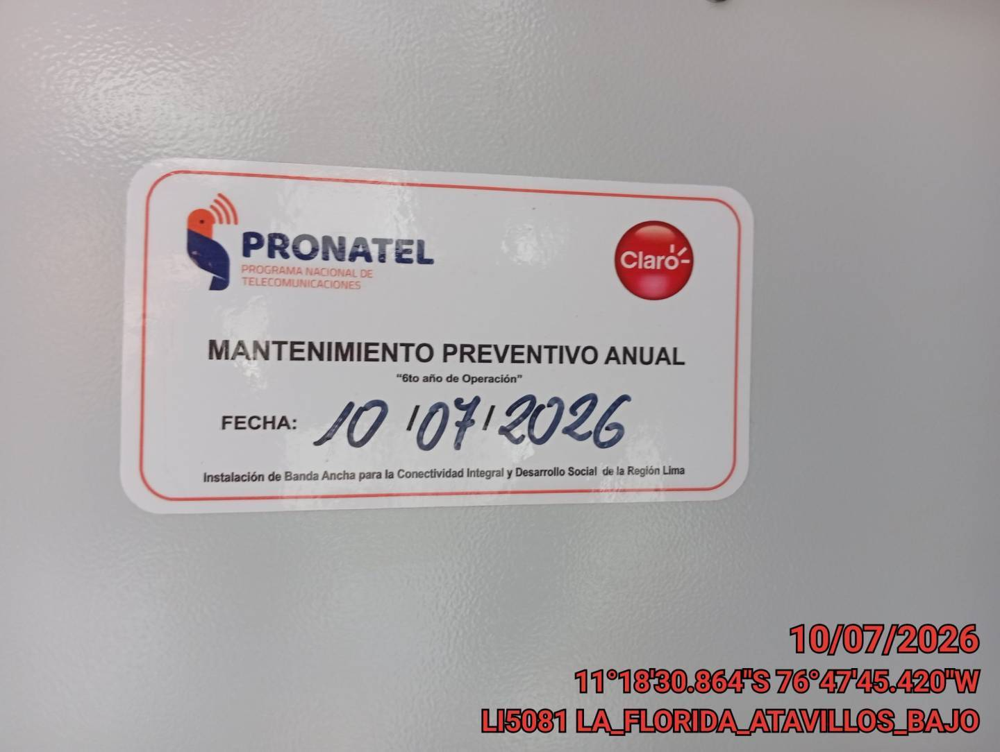 PRONATEL
PROGRAMA NACIONAL DE
TELECOMUNICACIONES
Claro
MANTENIMIENTO PREVENTIVO ANUAL
“6to año de Operación”
FECHA: 10/07/2026
Instalación de Banda Ancha para la Conectividad Integral y Desarrollo Social de la Región Lima
10/07/2026
11°18'30.864"S 76°47'45.420"W
LI5081 LA_FLORIDA_ATAVILLOS_BAJO